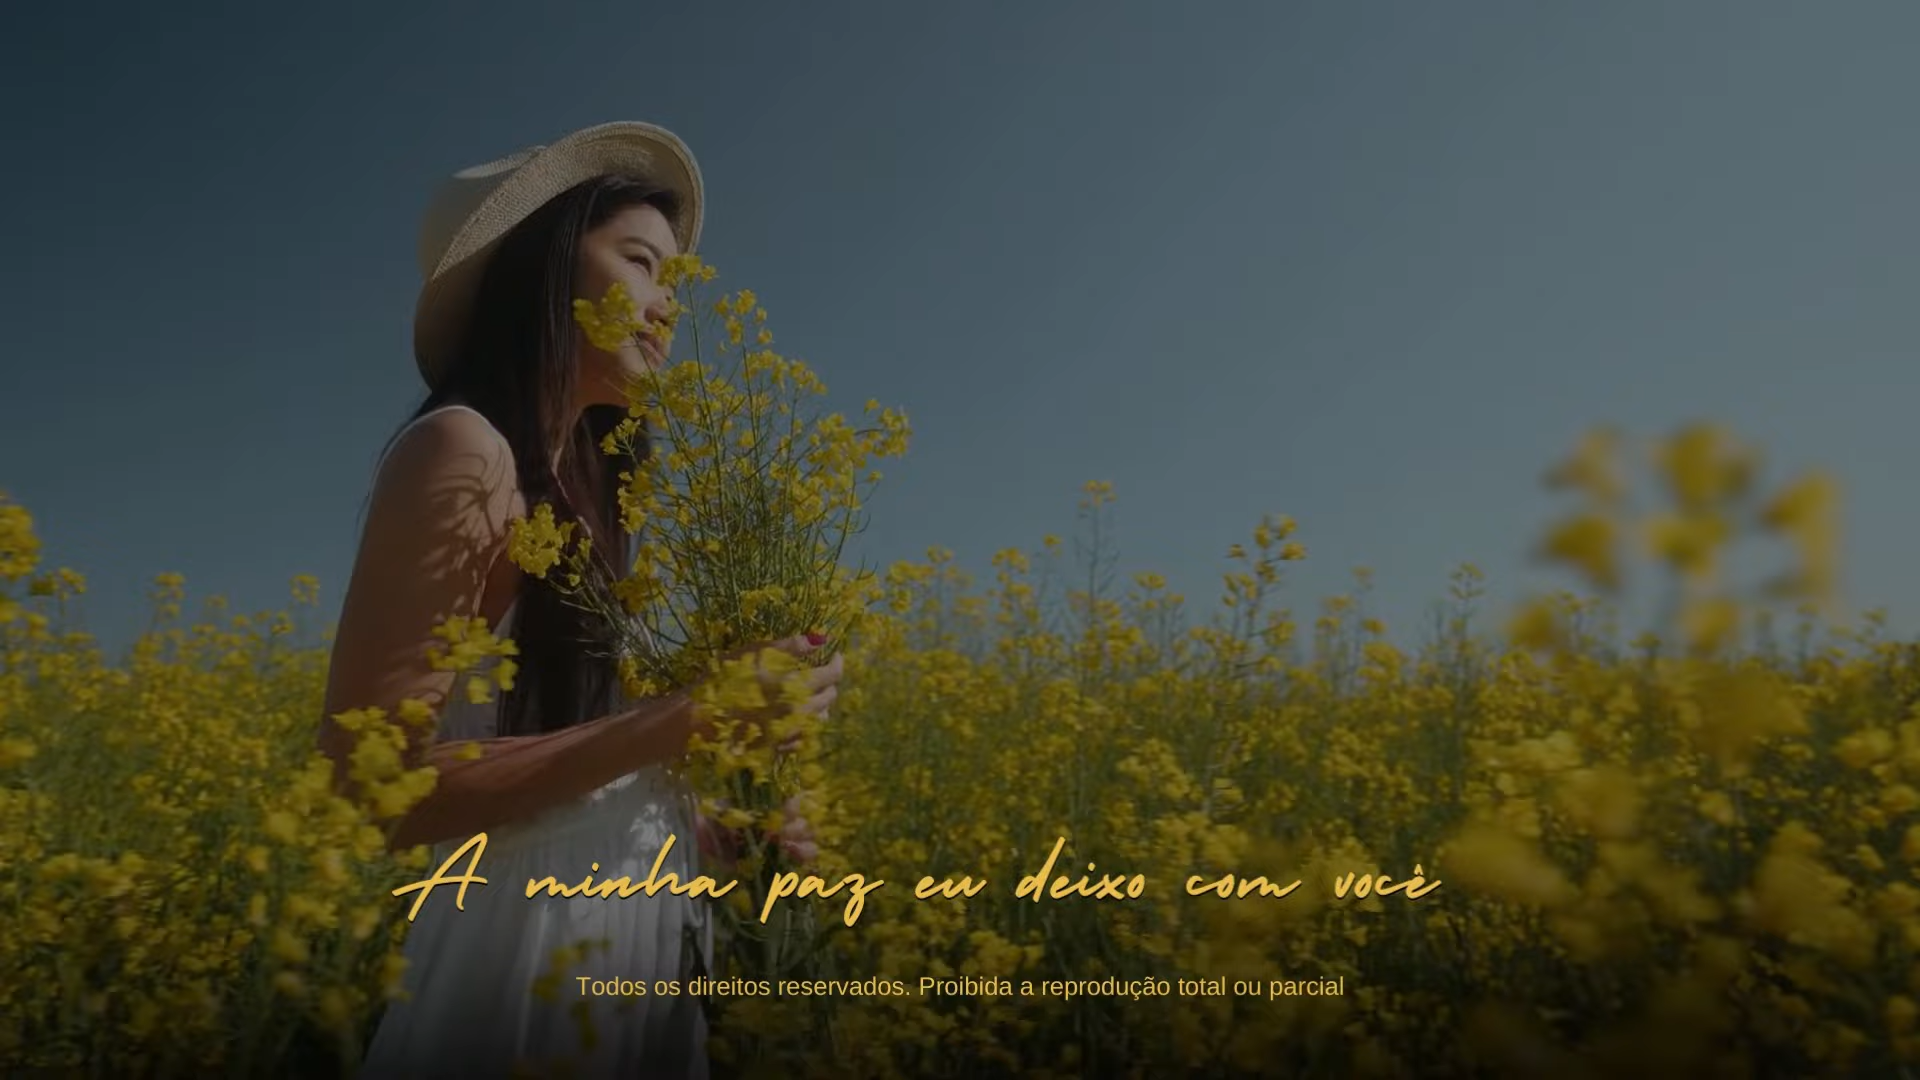 A minha paz eu deixo com você
Todos os direitos reservados. Proibida a reprodução total ou parcial